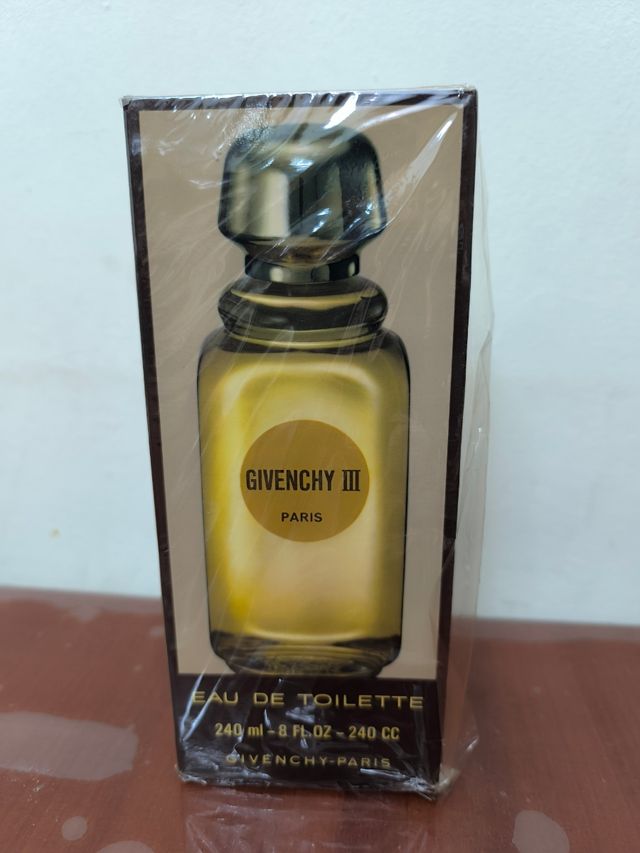 GIVENCHY III
PARIS
EAU DE TOILETTE
240 ml - 8 FL.OZ - 240 CC
GIVENCHY-PARIS